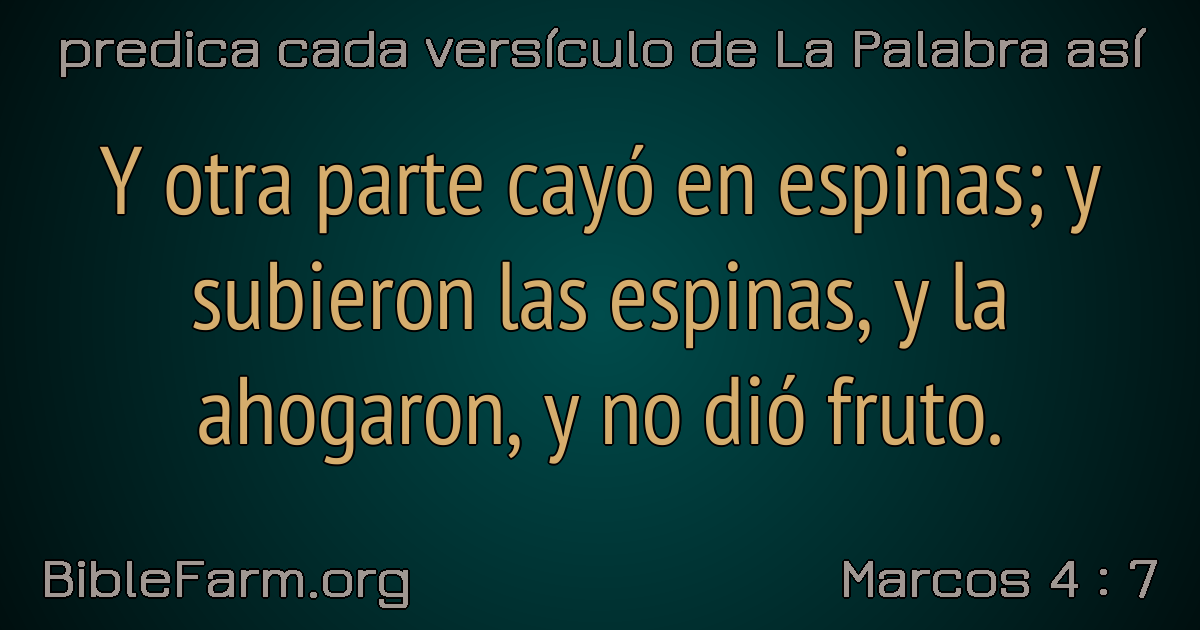 predica cada versículo de La Palabra así
Y otra parte cayó en espinas; y
subieron las espinas, y la
ahogaron, y no dió fruto.
BibleFarm.org
Marcos 4 : 7